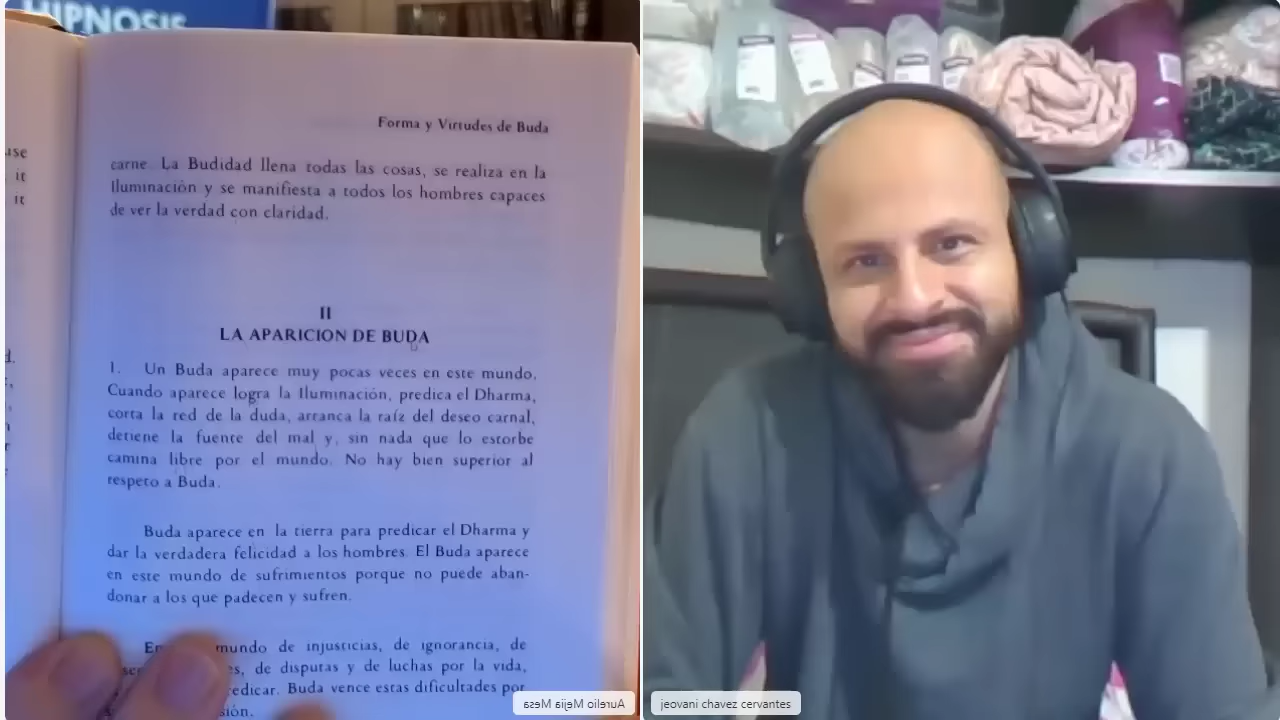 HIPNOSIS
use
it
it
d.
Forma y Virtudes de Buda
carne. La Budidad llena todas las cosas, se realiza en la
Iluminación y se manifiesta a todos los hombres capaces
de ver la verdad con claridad.
II
LA APARICION DE BUDA
1. Un Buda aparece muy pocas veces en este mundo.
Cuando aparece logra la Iluminación, predica el Dharma,
corta la red de la duda, arranca la raíz del deseo carnal,
detiene la fuente del mal y, sin nada que lo estorbe
camina libre por el mundo. No hay bien superior al
respeto a Buda.
Buda aparece en la tierra para predicar el Dharma y
dar la verdadera felicidad a los hombres. El Buda aparece
en este mundo de sufrimientos porque no puede aban-
donar a los que padecen y sufren.
mundo de injusticias, de ignorancia, de
de disputas y de luchas por la vida,
Buda vence estas dificultades por
Aurelio Mejia Mesa
jeovani chavez cervantes